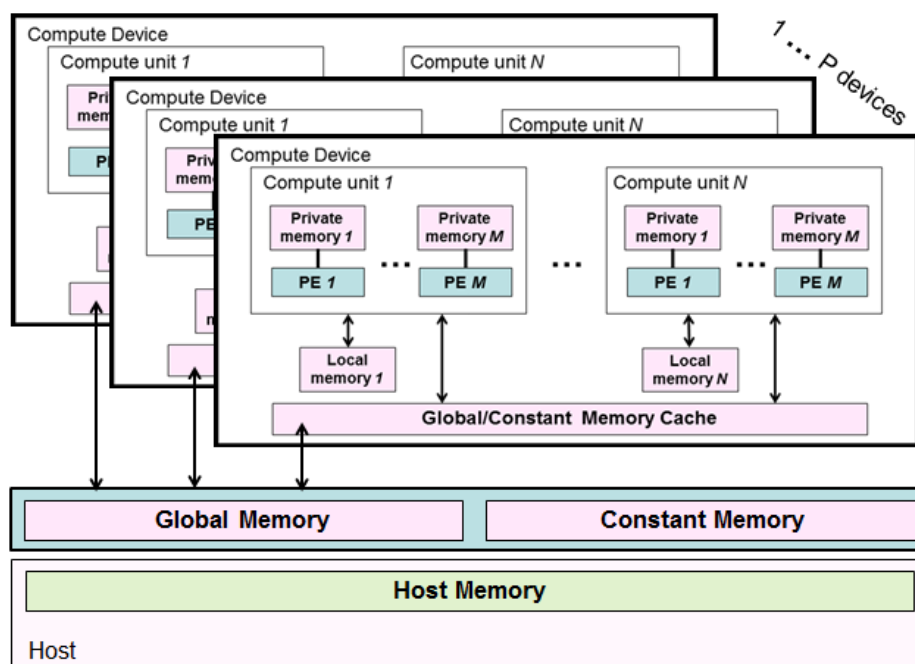 1 ... P devices
Compute Device
Compute unit 1
Compute unit N
Compute Device
Compute unit 1
Compute unit N
Compute Device
Compute unit 1
Compute unit N
Private
memory 1
Private
memory M
Private
memory 1
Private
memory M
PE 1
...
PE M
...
PE 1
...
PE M
Local
memory 1
Local
memory N
Global/Constant Memory Cache
Global Memory
Constant Memory
Host Memory
Host